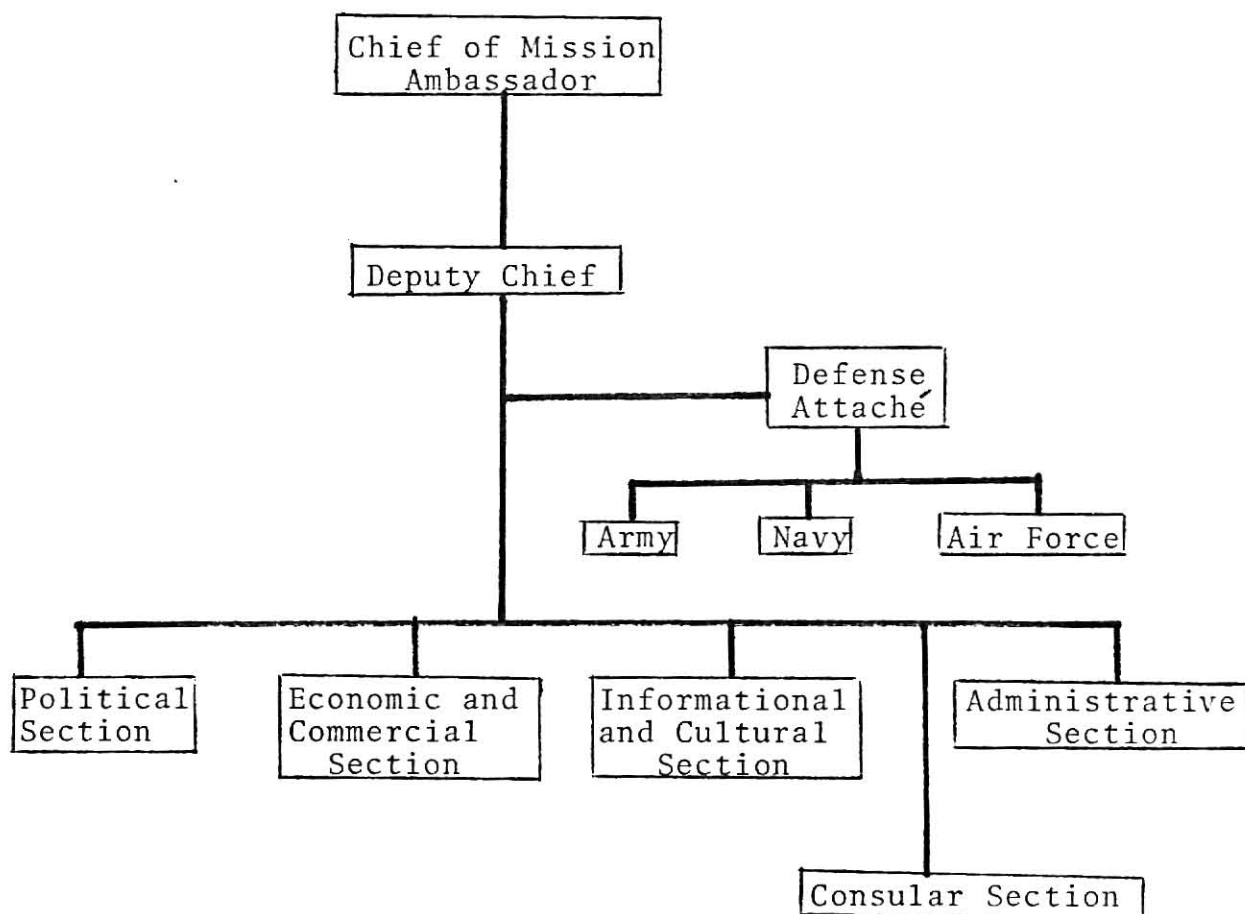 Chief of Mission
Ambassador
Deputy Chief
Defense
Attaché
Army
Navy
Air Force
Political
Section
Economic and
Commercial
Section
Informational
and Cultural
Section
Administrative
Section
Consular Section